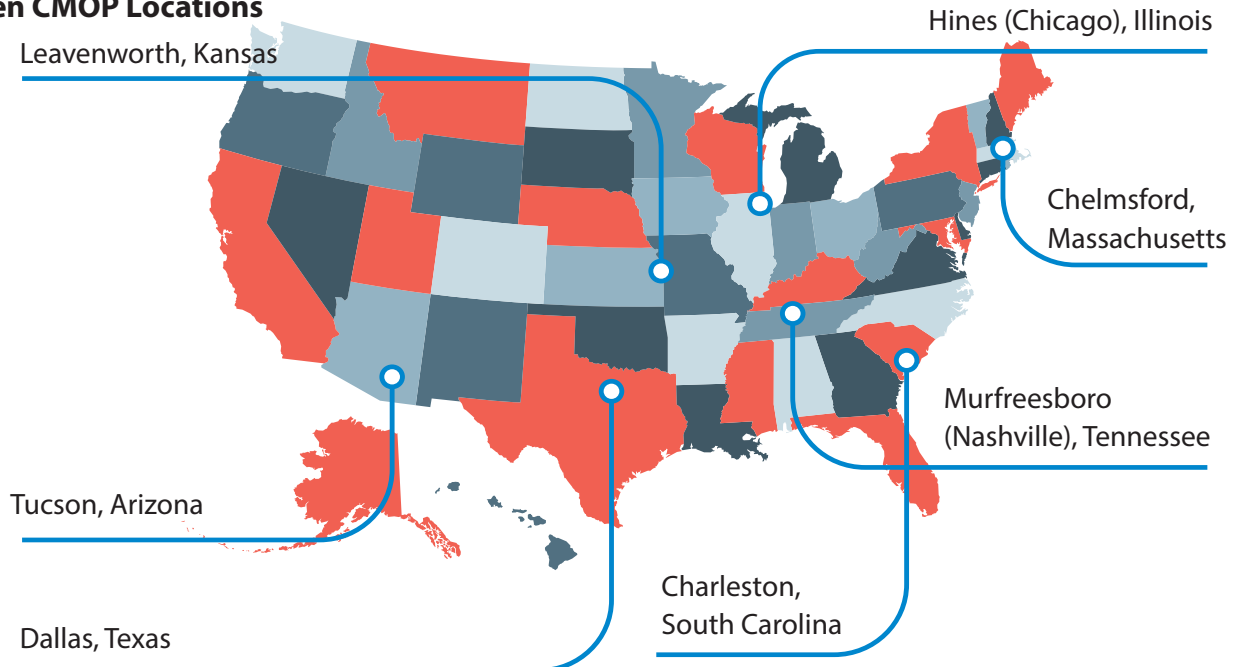 CMOP Locations
Leavenworth, Kansas
Hines (Chicago), Illinois
Chelmsford,
Massachusetts
Murfreesboro
(Nashville), Tennessee
Tucson, Arizona
Charleston,
South Carolina
Dallas, Texas